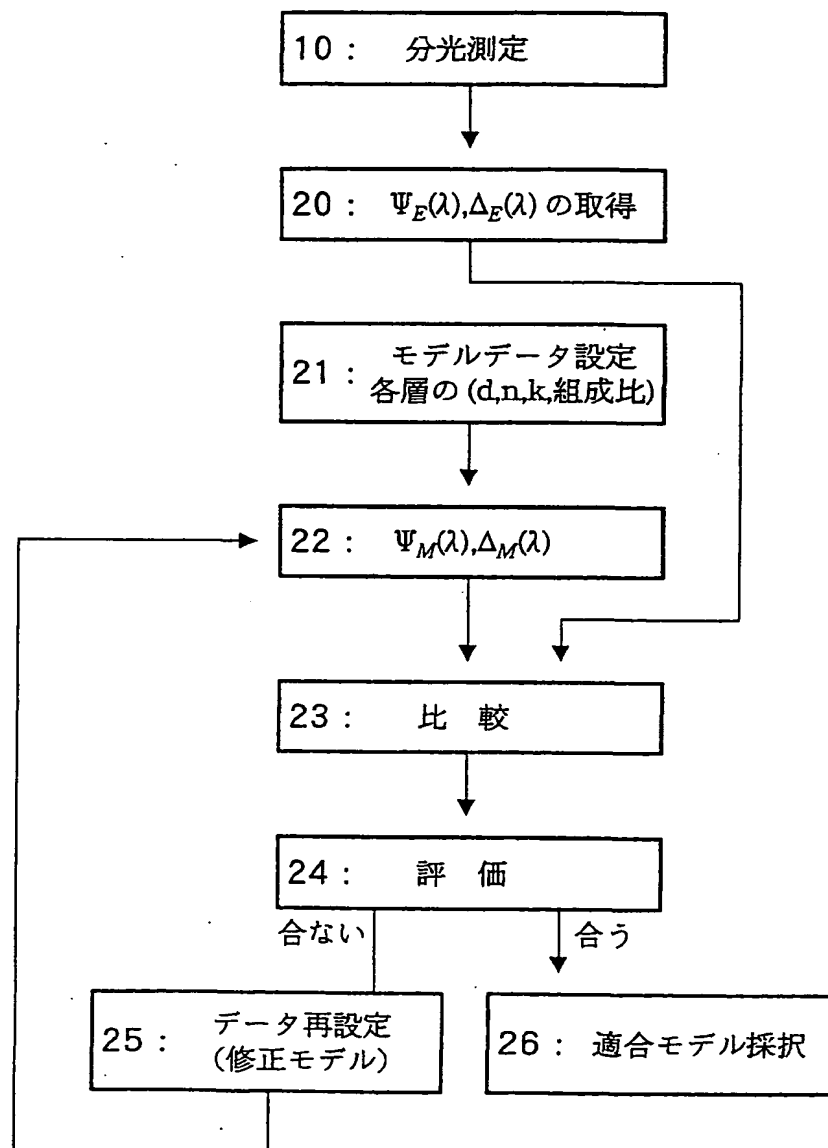 10 : 分光測定
20 : Ψ_E(λ),Δ_E(λ) の取得
21 : モデルデータ設定
各層の (d,n,k,組成比)
22 : Ψ_M(λ),Δ_M(λ)
23 : 比 較
24 : 評 価
合ない 合う
25 : データ再設定
(修正モデル)
26 : 適合モデル採択